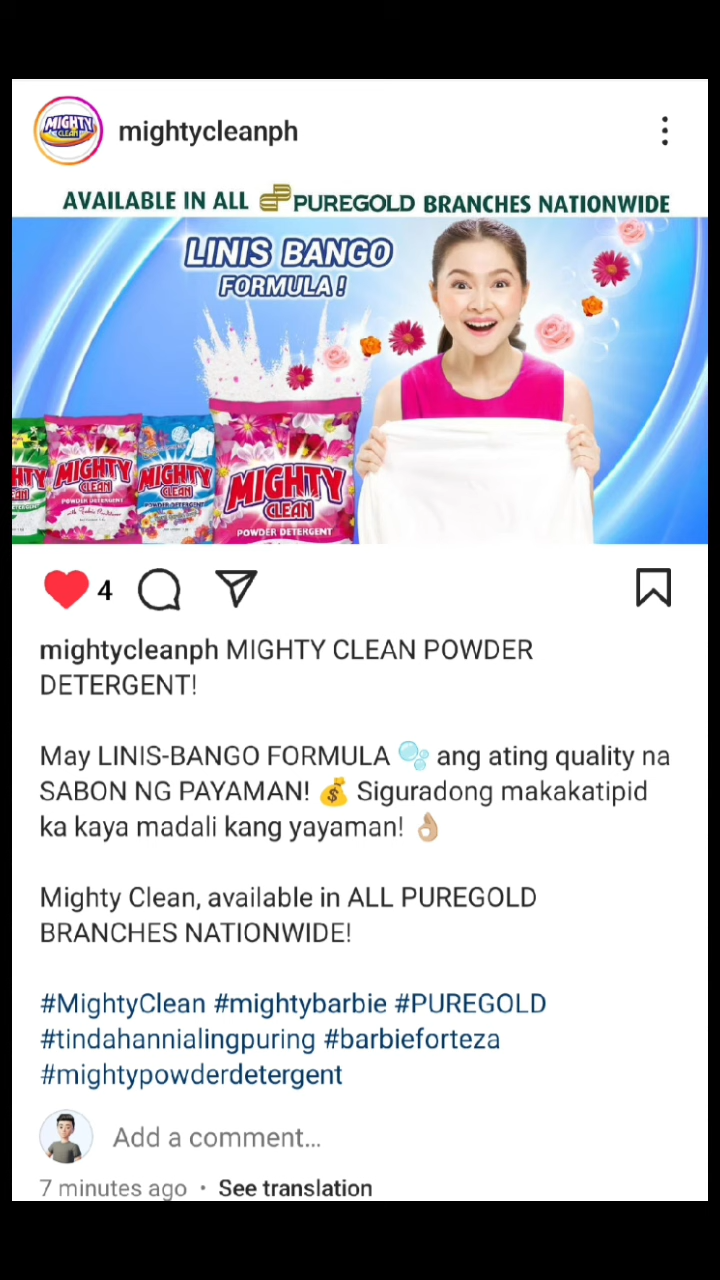 MIGHTY
CLEAN
mightycleanph
AVAILABLE IN ALL PUREGOLD BRANCHES NATIONWIDE
LINIS BANGO
FORMULA !
MIGHTY
CLEAN
POWDER DETERGENT
MIGHTY
CLEAN
POWDER DETERGENT
MIGHTY
CLEAN
POWDER DETERGENT
4
mightycleanph MIGHTY CLEAN POWDER
DETERGENT!
May LINIS-BANGO FORMULA 🫧 ang ating quality na
SABON NG PAYAMAN! 💰 Siguradong makakatipid
ka kaya madali kang yayaman! 👌🏼
Mighty Clean, available in ALL PUREGOLD
BRANCHES NATIONWIDE!
#MightyClean #mightybarbie #PUREGOLD
#tindahannialingpuring #barbieforteza
#mightypowderdetergent
Add a comment...
7 minutes ago • See translation